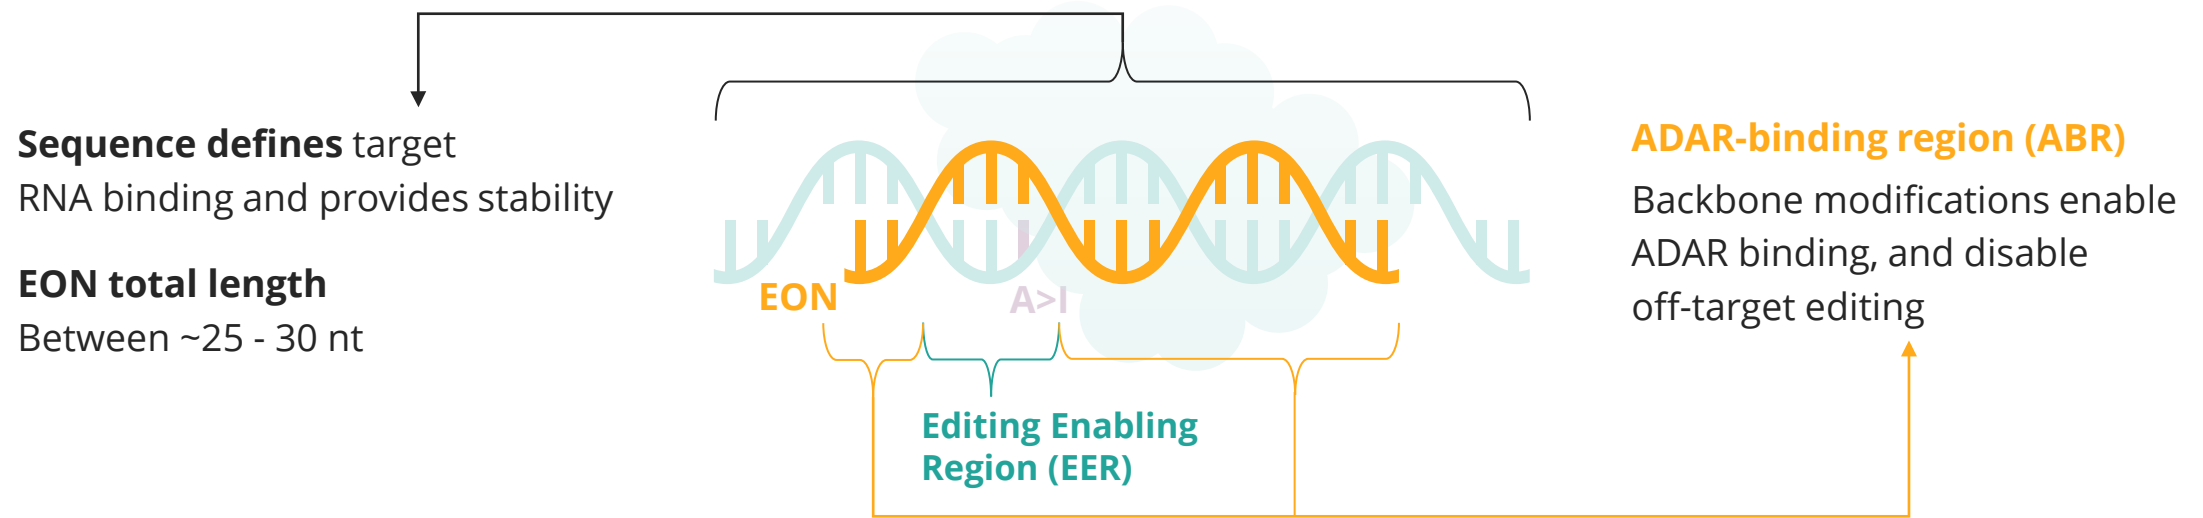 Sequence defines target
RNA binding and provides stability
EON total length
Between ~25 - 30 nt
EON
A>I
Editing Enabling
Region (EER)
ADAR-binding region (ABR)
Backbone modifications enable
ADAR binding, and disable
off-target editing